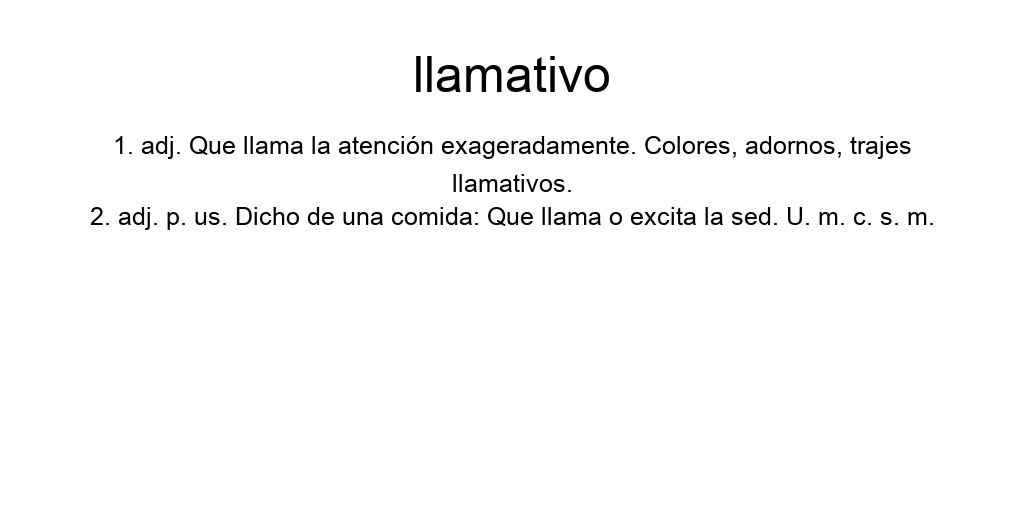 llamativo
1. adj. Que llama la atención exageradamente. Colores, adornos, trajes
llamativos.
2. adj. p. us. Dicho de una comida: Que llama o excita la sed. U. m. c. s. m.